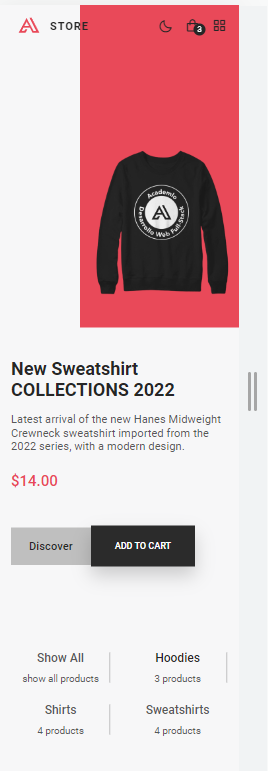 STORE
3
Academlo
Desarrollo Web Full Stack
New Sweatshirt
COLLECTIONS 2022
Latest arrival of the new Hanes Midweight
Crewneck sweatshirt imported from the
2022 series, with a modern design.
$14.00
Discover
ADD TO CART
Show All
show all products
Hoodies
3 products
Shirts
4 products
Sweatshirts
4 products